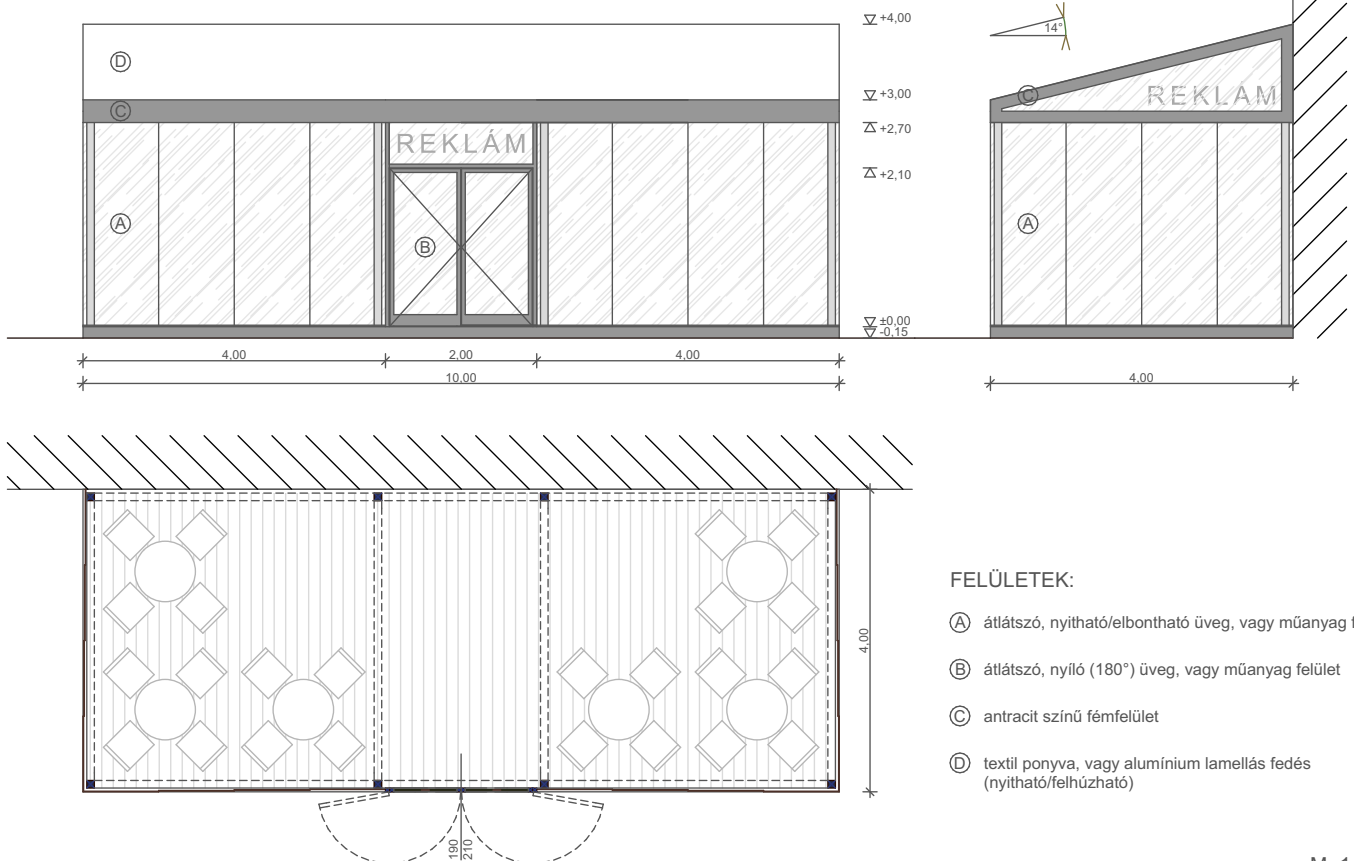 +4,00
D
C
+3,00
+2,70
REKLÁM
+2,10
A
B
±0,00
-0,15
4,00
2,00
4,00
10,00
14°
C
REKLÁM
A
4,00
4,00
190
210
FELÜLETEK:
A átlátszó, nyitható/elbontható üveg, vagy műanyag
B átlátszó, nyíló (180°) üveg, vagy műanyag felület
C antracit színű fémfelület
D textil ponyva, vagy alumínium lamellás fedés
(nyitható/felhúzható)